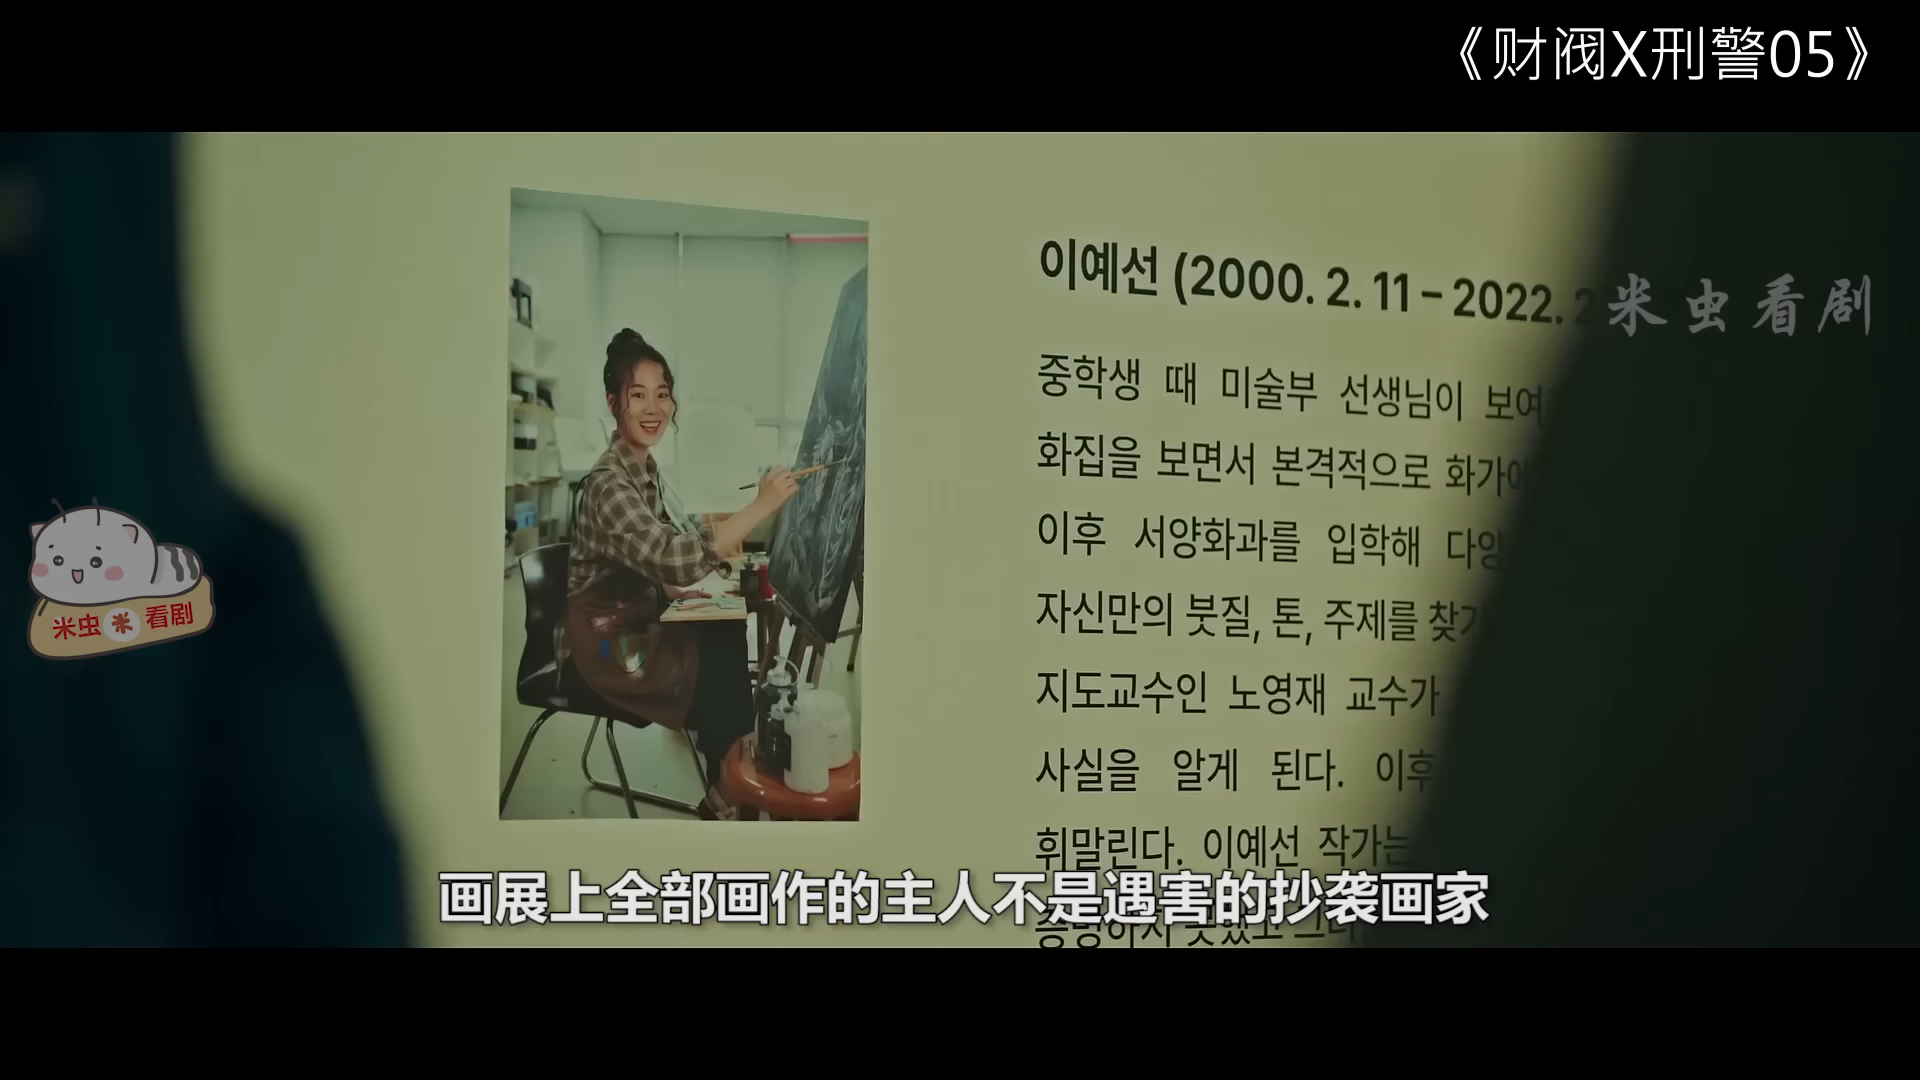 《财阀X刑警05》
이예선 (2000. 2. 11 – 2022. 2
米虫看剧
중학생 때 미술부 선생님이 보여
화집을 보면서 본격적으로 화가에
이후 서양화과를 입학해 다양
자신만의 붓질, 톤, 주제를 찾
지도교수인 노영재 교수가
사실을 알게 된다. 이후
휘말린다. 이예선 작가는
米虫米看剧
画展上全部画作的主人不是遇害的抄袭画家